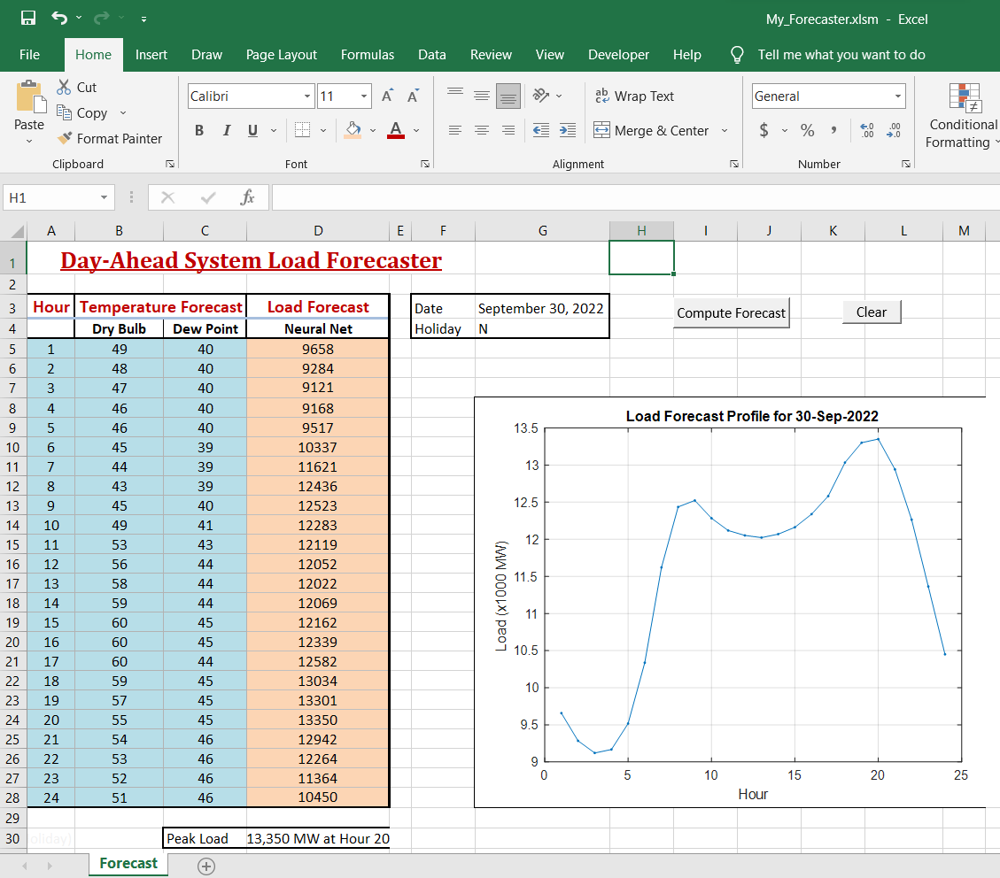 My_Forecaster.xlsm - Excel
File Home Insert Draw Page Layout Formulas Data Review View Developer Help Tell me what you want to do
Paste
Cut
Copy
Format Painter
Clipboard
Calibri 11 A A
B I U A
Font
ab Wrap Text
Merge & Center
Alignment
General
$ % ,
Number
Conditional
Formatting
H1 fx
A B C D E F G H I J K L M
1 Day-Ahead System Load Forecaster
2
3 Hour Temperature Forecast Load Forecast Date September 30, 2022 Compute Forecast Clear
4 Dry Bulb Dew Point Neural Net Holiday N
5 1 49 40 9658
6 2 48 40 9284
7 3 47 40 9121
8 4 46 40 9168
9 5 46 40 9517
10 6 45 39 10337
11 7 44 39 11621
12 8 43 39 12436
13 9 45 40 12523
14 10 49 41 12283
15 11 53 43 12119
16 12 56 44 12052
17 13 58 44 12022
18 14 59 44 12069
19 15 60 45 12162
20 16 60 45 12339
21 17 60 44 12582
22 18 59 45 13034
23 19 57 45 13301
24 20 55 45 13350
25 21 54 46 12942
26 22 53 46 12264
27 23 52 46 11364
28 24 51 46 10450
29
30 Peak Load 13,350 MW at Hour 20
Load Forecast Profile for 30-Sep-2022
Load (x1000 MW)
13.5
13
12.5
12
11.5
11
10.5
10
9.5
9
0 5 10 15 20 25
Hour
Forecast